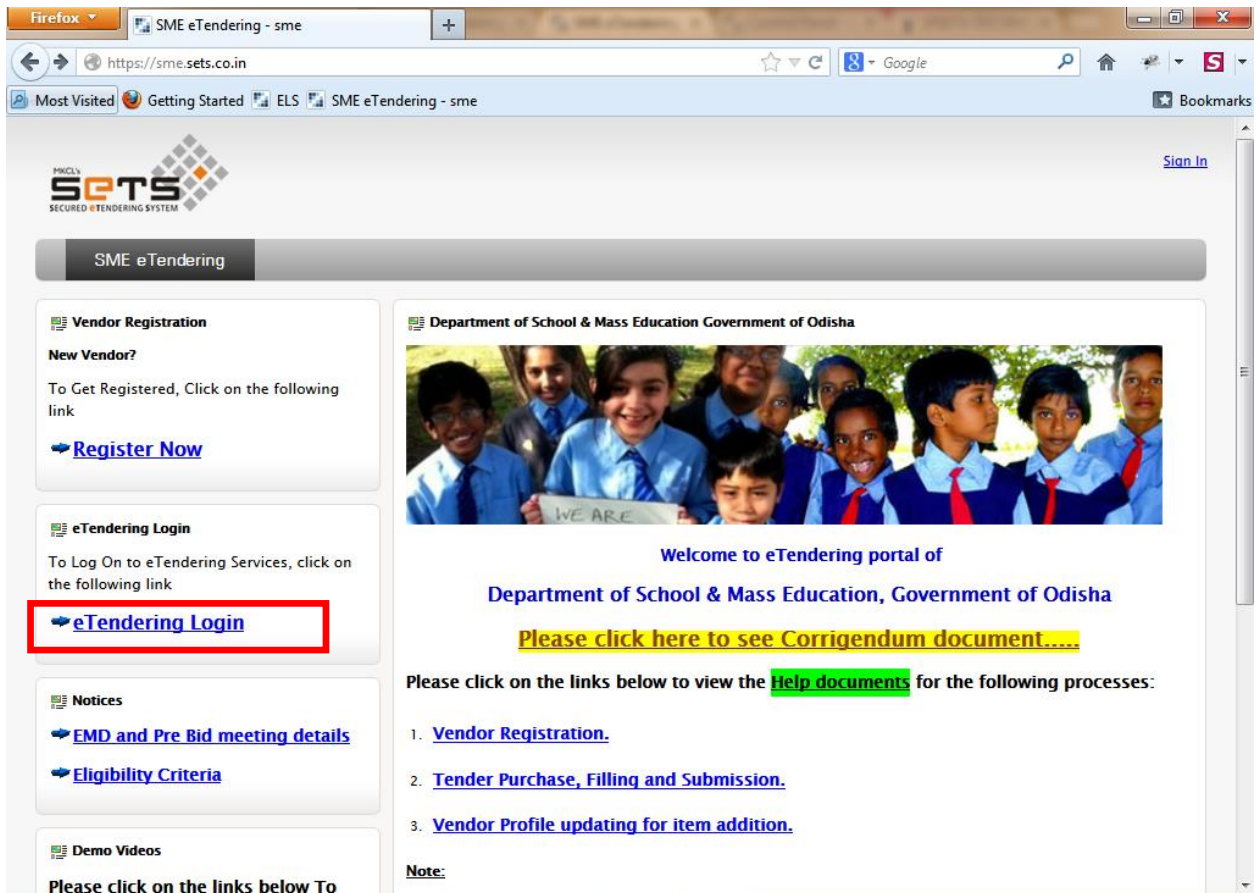 Firefox
SME eTendering - sme
+
https://sme.sets.co.in
Google
Most Visited Getting Started ELS SME eTendering - sme
Bookmarks
MKCL's
SETS
SECURED eTENDERING SYSTEM
Sign In
SME eTendering
Vendor Registration
New Vendor?
To Get Registered, Click on the following
link
Register Now
eTendering Login
To Log On to eTendering Services, click on
the following link
eTendering Login
Notices
EMD and Pre Bid meeting details
Eligibility Criteria
Demo Videos
Please click on the links below To
Department of School & Mass Education Government of Odisha
WE ARE
Welcome to eTendering portal of
Department of School & Mass Education, Government of Odisha
Please click here to see Corrigendum document.....
Please click on the links below to view the Help documents for the following processes:
1. Vendor Registration.
2. Tender Purchase, Filling and Submission.
3. Vendor Profile updating for item addition.
Note: